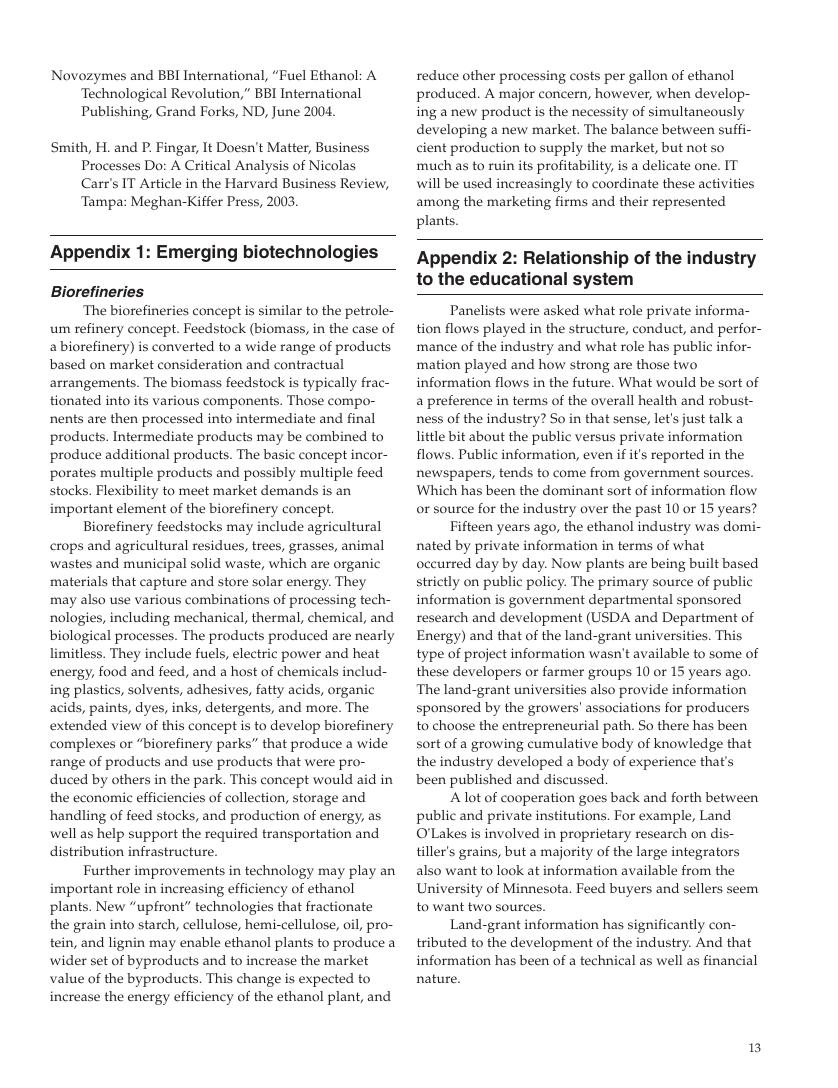 Novozymes and BBI International, “Fuel Ethanol: A
Technological Revolution,” BBI International
Publishing, Grand Forks, ND, June 2004.
Smith, H. and P. Fingar, It Doesn't Matter, Business
Processes Do: A Critical Analysis of Nicolas
Carr's IT Article in the Harvard Business Review,
Tampa: Meghan-Kiffer Press, 2003.
Appendix 1: Emerging biotechnologies
Biorefineries
The biorefineries concept is similar to the petrole-
um refinery concept. Feedstock (biomass, in the case of
a biorefinery) is converted to a wide range of products
based on market consideration and contractual
arrangements. The biomass feedstock is typically frac-
tionated into its various components. Those compo-
nents are then processed into intermediate and final
products. Intermediate products may be combined to
produce additional products. The basic concept incor-
porates multiple products and possibly multiple feed
stocks. Flexibility to meet market demands is an
important element of the biorefinery concept.
Biorefinery feedstocks may include agricultural
crops and agricultural residues, trees, grasses, animal
wastes and municipal solid waste, which are organic
materials that capture and store solar energy. They
may also use various combinations of processing tech-
nologies, including mechanical, thermal, chemical, and
biological processes. The products produced are nearly
limitless. They include fuels, electric power and heat
energy, food and feed, and a host of chemicals includ-
ing plastics, solvents, adhesives, fatty acids, organic
acids, paints, dyes, inks, detergents, and more. The
extended view of this concept is to develop biorefinery
complexes or “biorefinery parks” that produce a wide
range of products and use products that were pro-
duced by others in the park. This concept would aid in
the economic efficiencies of collection, storage and
handling of feed stocks, and production of energy, as
well as help support the required transportation and
distribution infrastructure.
Further improvements in technology may play an
important role in increasing efficiency of ethanol
plants. New “upfront” technologies that fractionate
the grain into starch, cellulose, hemi-cellulose, oil, pro-
tein, and lignin may enable ethanol plants to produce a
wider set of byproducts and to increase the market
value of the byproducts. This change is expected to
increase the energy efficiency of the ethanol plant, and
reduce other processing costs per gallon of ethanol
produced. A major concern, however, when develop-
ing a new product is the necessity of simultaneously
developing a new market. The balance between suffi-
cient production to supply the market, but not so
much as to ruin its profitability, is a delicate one. IT
will be used increasingly to coordinate these activities
among the marketing firms and their represented
plants.
Appendix 2: Relationship of the industry
to the educational system
Panelists were asked what role private informa-
tion flows played in the structure, conduct, and perfor-
mance of the industry and what role has public infor-
mation played and how strong are those two
information flows in the future. What would be sort of
a preference in terms of the overall health and robust-
ness of the industry? So in that sense, let's just talk a
little bit about the public versus private information
flows. Public information, even if it's reported in the
newspapers, tends to come from government sources.
Which has been the dominant sort of information flow
or source for the industry over the past 10 or 15 years?
Fifteen years ago, the ethanol industry was domi-
nated by private information in terms of what
occurred day by day. Now plants are being built based
strictly on public policy. The primary source of public
information is government departmental sponsored
research and development (USDA and Department of
Energy) and that of the land-grant universities. This
type of project information wasn't available to some of
these developers or farmer groups 10 or 15 years ago.
The land-grant universities also provide information
sponsored by the growers' associations for producers
to choose the entrepreneurial path. So there has been
sort of a growing cumulative body of knowledge that
the industry developed a body of experience that's
been published and discussed.
A lot of cooperation goes back and forth between
public and private institutions. For example, Land
O'Lakes is involved in proprietary research on dis-
tiller's grains, but a majority of the large integrators
also want to look at information available from the
University of Minnesota. Feed buyers and sellers seem
to want two sources.
Land-grant information has significantly con-
tributed to the development of the industry. And that
information has been of a technical as well as financial
nature.
13